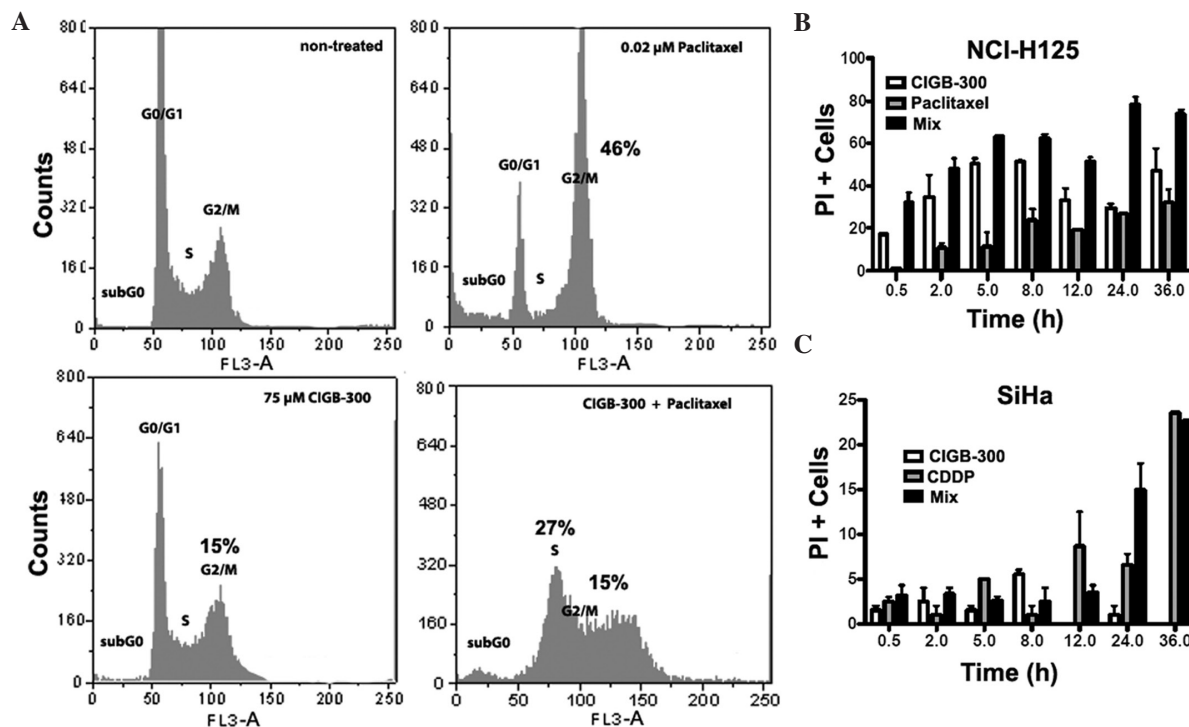 A
non-treated
800
640
480
320
160
0
Counts
G0/G1
S
G2/M
subG0
0 50 100 150 200 250
FL3-A
0.02 µM Paclitaxel
800
640
480
320
160
0
G0/G1
46%
G2/M
S
subG0
0 50 100 150 200 250
FL3-A
75 µM CIGB-300
800
640
480
320
160
0
Counts
G0/G1
15%
G2/M
S
subG0
0 50 100 150 200 250
FL3-A
CIGB-300 + Paclitaxel
800
640
480
320
160
0
27%
S
15%
G2/M
subG0
0 50 100 150 200 250
FL3-A
B
NCI-H125
CIGB-300
Paclitaxel
Mix
100
80
60
40
20
0
PI + Cells
0.5 2.0 5.0 8.0 12.0 24.0 36.0
Time (h)
C
SiHa
CIGB-300
CDDP
Mix
25
20
15
10
5
0
PI + Cells
0.5 2.0 5.0 8.0 12.0 24.0 36.0
Time (h)